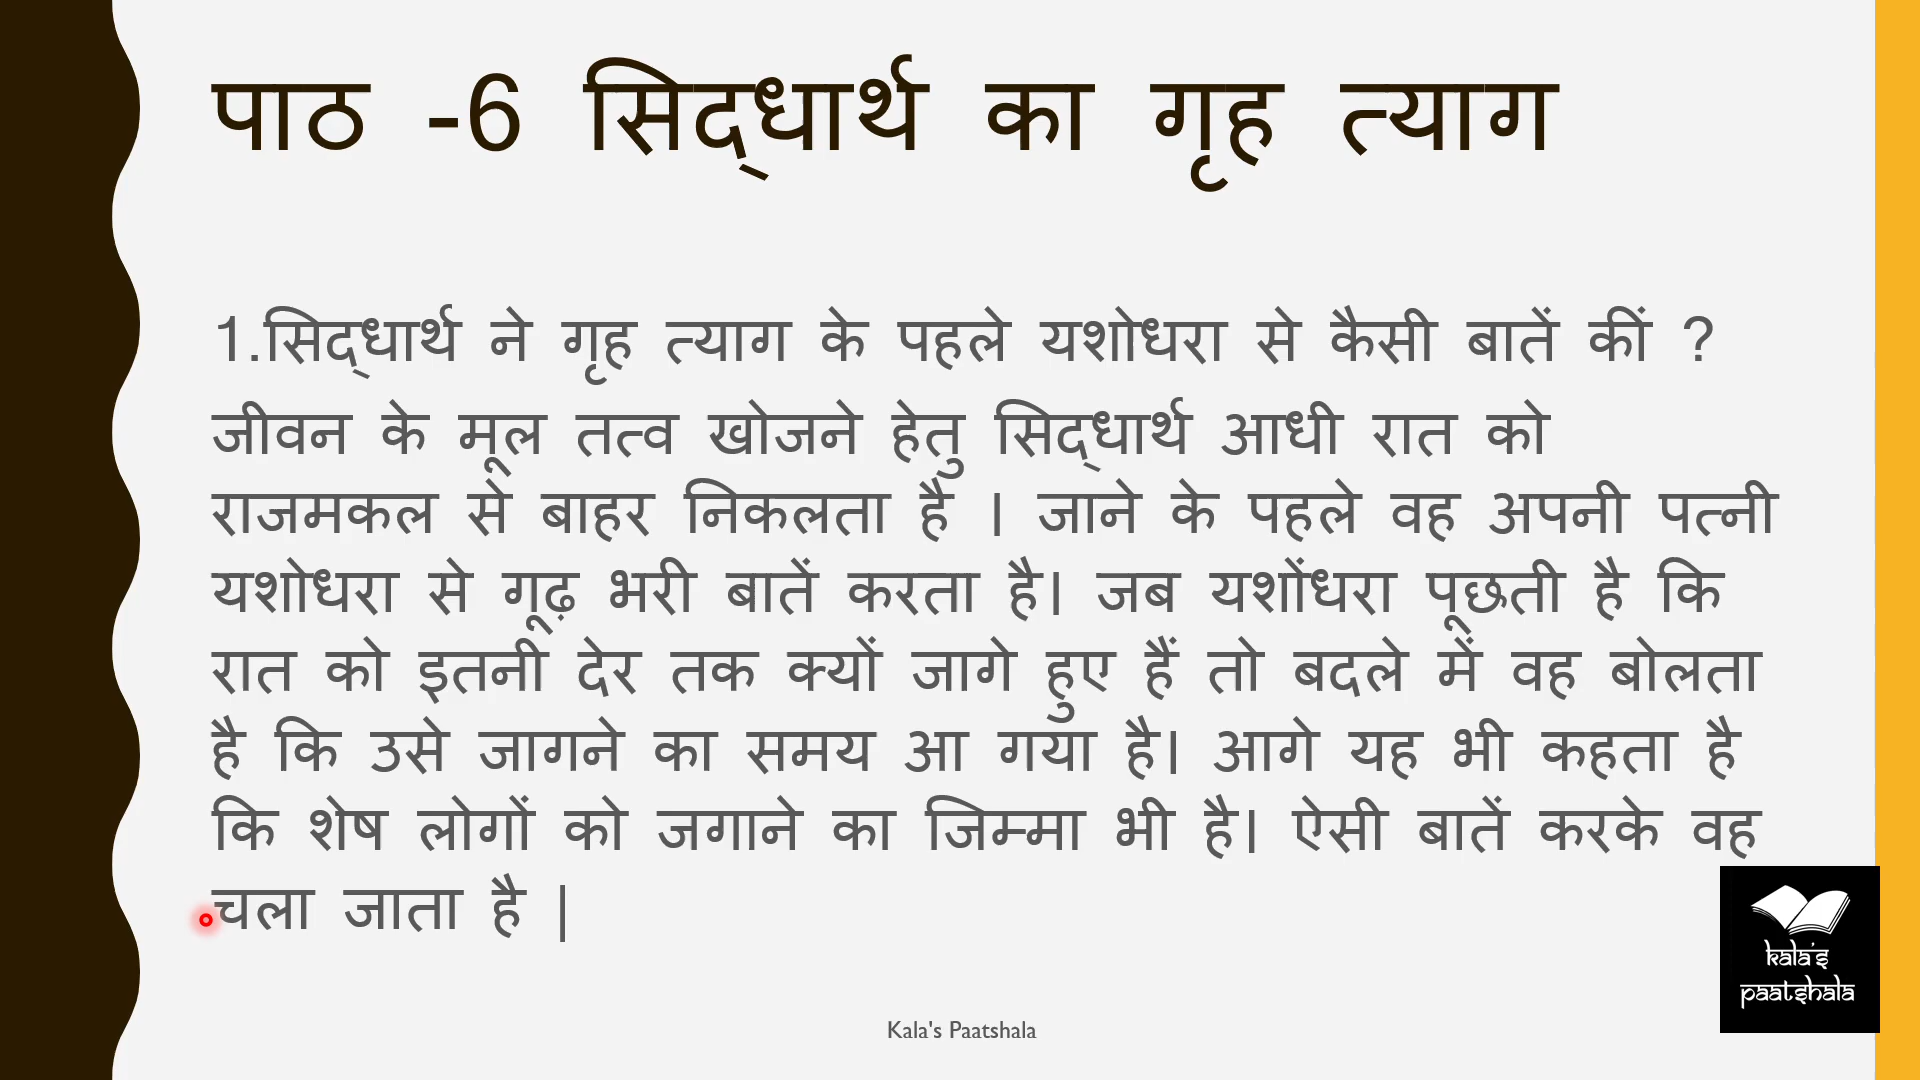 पाठ -6 सिद्‌धार्थ का गृह त्याग
1.सिद्‌धार्थ ने गृह त्याग के पहले यशोधरा से कैसी बातें कीं ?
जीवन के मूल तत्व खोजने हेतु सिद्‌धार्थ आधी रात को
राजमकल से बाहर निकलता है । जाने के पहले वह अपनी पत्नी
यशोधरा से गूढ़ भरी बातें करता है। जब यशोंधरा पूछती है कि
रात को इतनी देर तक क्यों जागे हुए हैं तो बदले में वह बोलता
है कि उसे जागने का समय आ गया है। आगे यह भी कहता है
कि शेष लोगों को जगाने का जिम्मा भी है। ऐसी बातें करके वह
चला जाता है |
kala's
paatshala
Kala's Paatshala